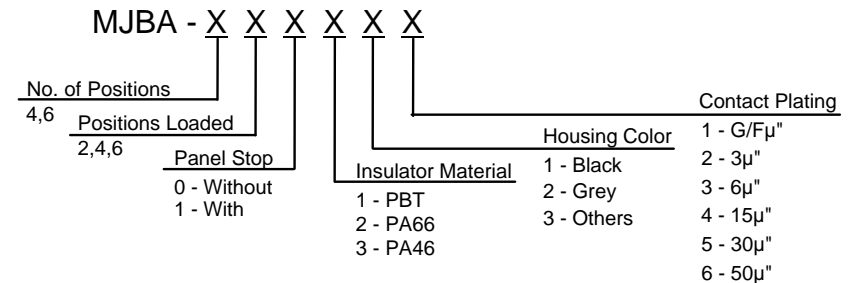 MJBA - X X X X X X
No. of Positions
4,6
Positions Loaded
2,4,6
Panel Stop
0 - Without
1 - With
Insulator Material
1 - PBT
2 - PA66
3 - PA46
Housing Color
1 - Black
2 - Grey
3 - Others
Contact Plating
1 - G/Fµ"
2 - 3µ"
3 - 6µ"
4 - 15µ"
5 - 30µ"
6 - 50µ"